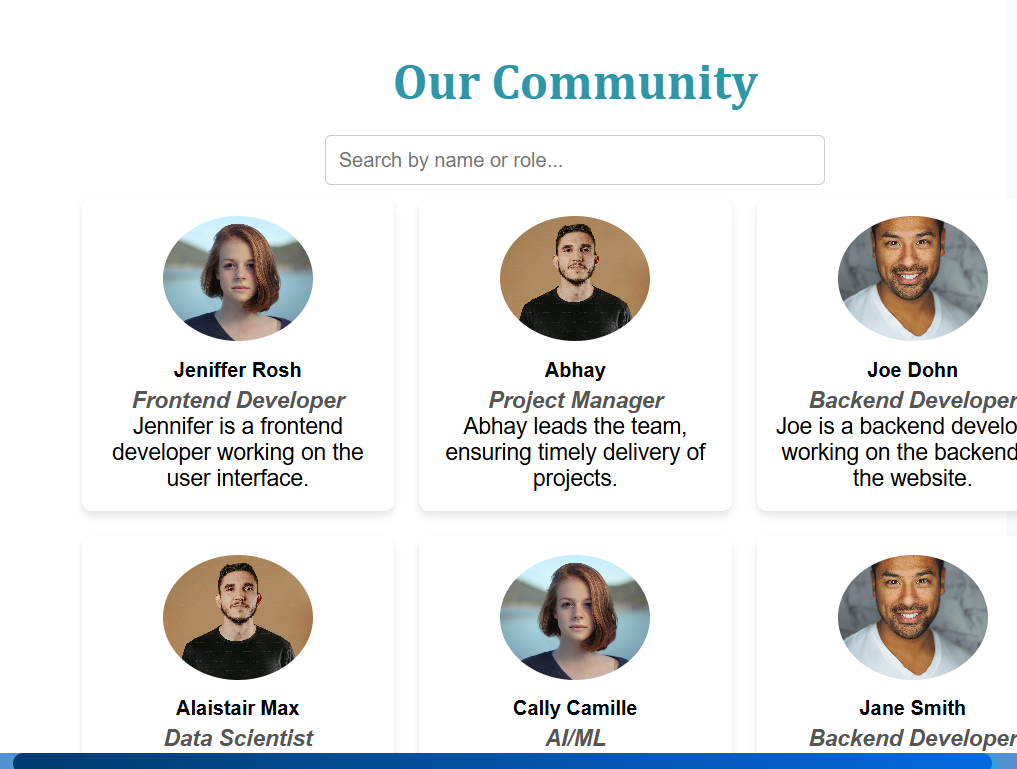 Our Community
Search by name or role...
Jeniffer Rosh
Abhay
Joe Dohn
Frontend Developer
Project Manager
Backend Developer
Jennifer is a frontend
developer working on the
user interface.
Abhay leads the team,
ensuring timely delivery of
projects.
Joe is a backend develo
working on the backend
the website.
Alaistair Max
Cally Camille
Jane Smith
Data Scientist
AI/ML
Backend Developer